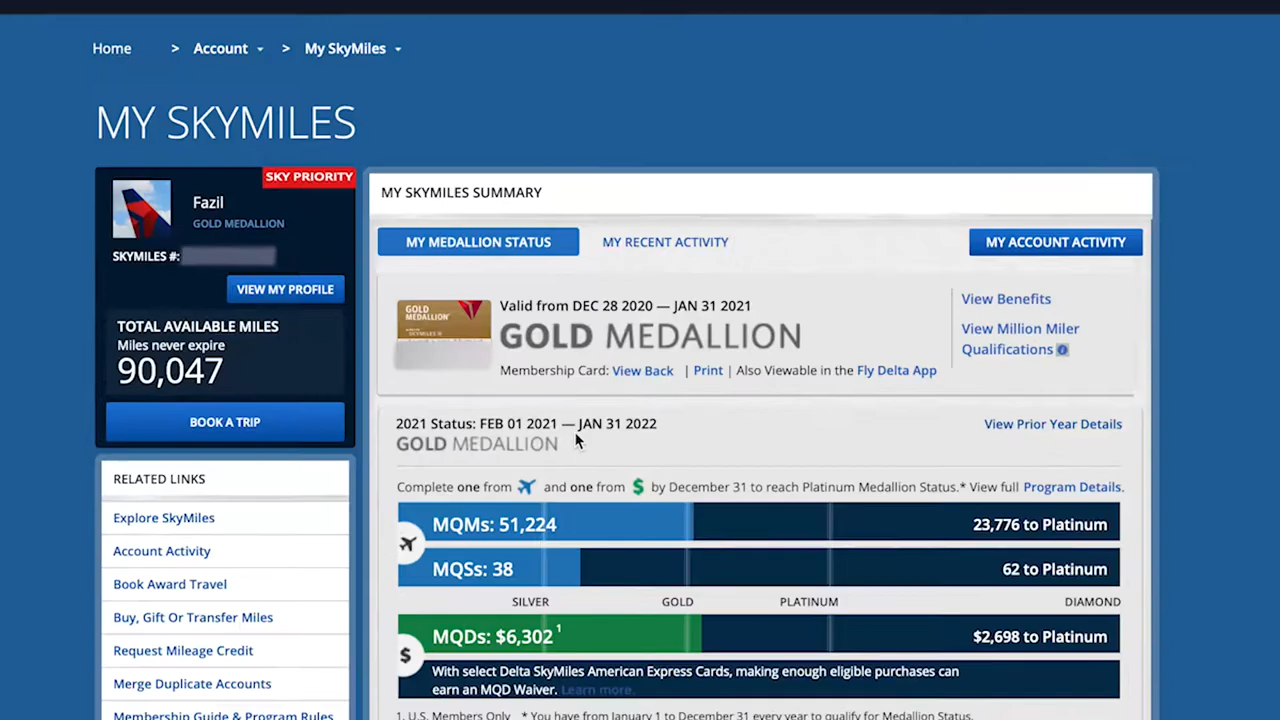 Home > Account > My SkyMiles
MY SKYMILES
SKY PRIORITY
Fazil
GOLD MEDALLION
SKYMILES #:
VIEW MY PROFILE
TOTAL AVAILABLE MILES
Miles never expire
90,047
BOOK A TRIP
RELATED LINKS
Explore SkyMiles
Account Activity
Book Award Travel
Buy, Gift Or Transfer Miles
Request Mileage Credit
Merge Duplicate Accounts
Membership Guide & Program Rules
MY SKYMILES SUMMARY
MY MEDALLION STATUS MY RECENT ACTIVITY MY ACCOUNT ACTIVITY
GOLD
MEDALLION
Valid from DEC 28 2020 — JAN 31 2021
GOLD MEDALLION
Membership Card: View Back | Print | Also Viewable in the Fly Delta App
View Benefits
View Million Miler
Qualifications
2021 Status: FEB 01 2021 — JAN 31 2022
GOLD MEDALLION
View Prior Year Details
Complete one from and one from $ by December 31 to reach Platinum Medallion Status.* View full Program Details.
MQMs: 51,224 23,776 to Platinum
MQSs: 38 62 to Platinum
SILVER GOLD PLATINUM DIAMOND
$ MQDs: $6,302 1 $2,698 to Platinum
With select Delta SkyMiles American Express Cards, making enough eligible purchases can
earn an MQD Waiver. Learn more.
1. U.S. Members Only * You have from January 1 to December 31 every year to qualify for Medallion Status.